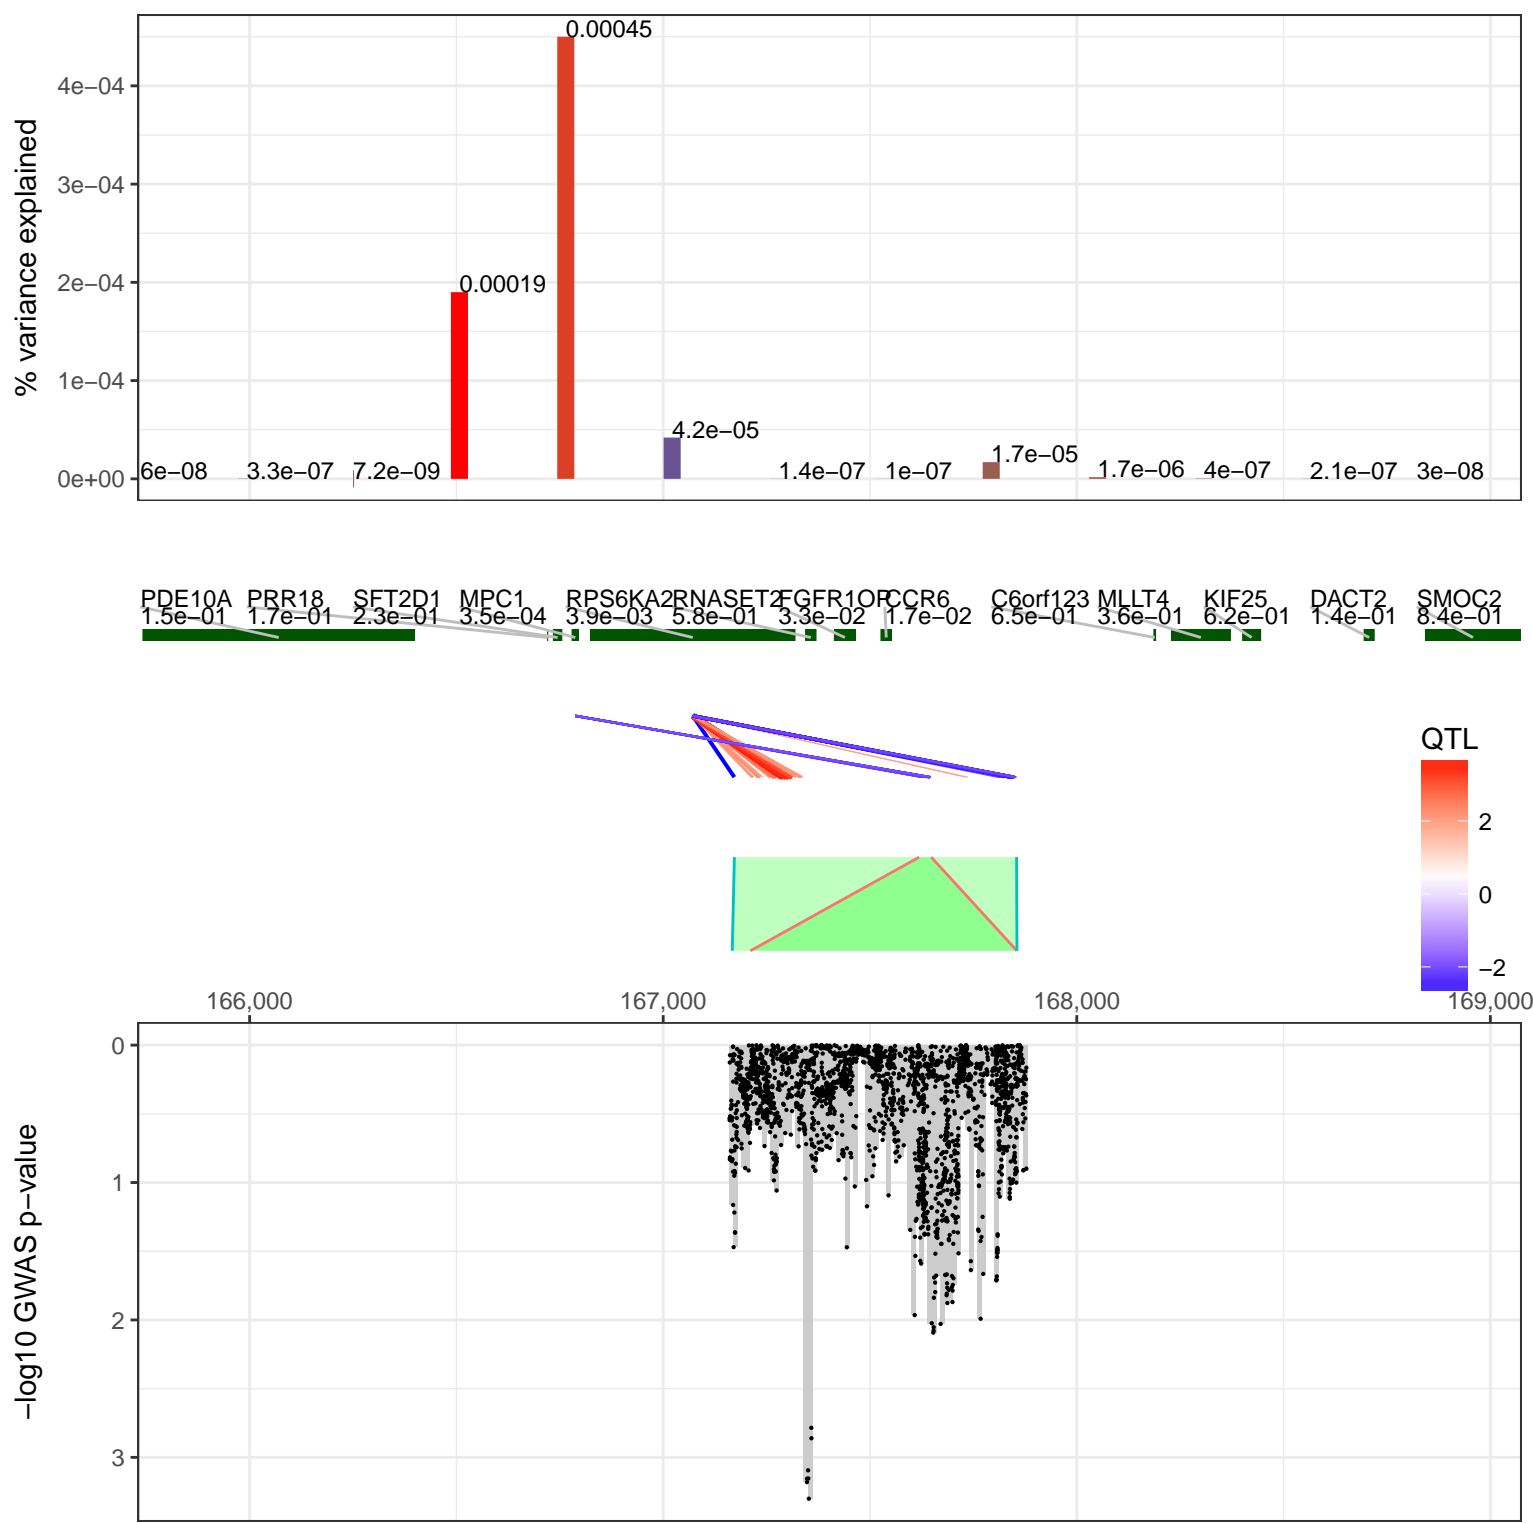 % variance explained
4e−04
3e−04
2e−04
1e−04
0e+00
0.00045
0.00019
4.2e−05
1.7e−05
6e−08 3.3e−07 7.2e−09 1.4e−07 1e−07 1.7e−06 4e−07 2.1e−07 3e−08
PDE10A PRR18 SFT2D1 MPC1 RPS6KA2 RNASET2 FGFR1OP CCR6 C6orf123 MLLT4 KIF25 DACT2 SMOC2
1.5e−01 1.7e−01 2.3e−01 3.5e−04 3.9e−03 5.8e−01 3.3e−02 1.7e−02 6.5e−01 3.6e−01 6.2e−01 1.4e−01 8.4e−01
QTL
2
0
−2
166,000 167,000 168,000 169,000
−log10 GWAS p−value
0
1
2
3